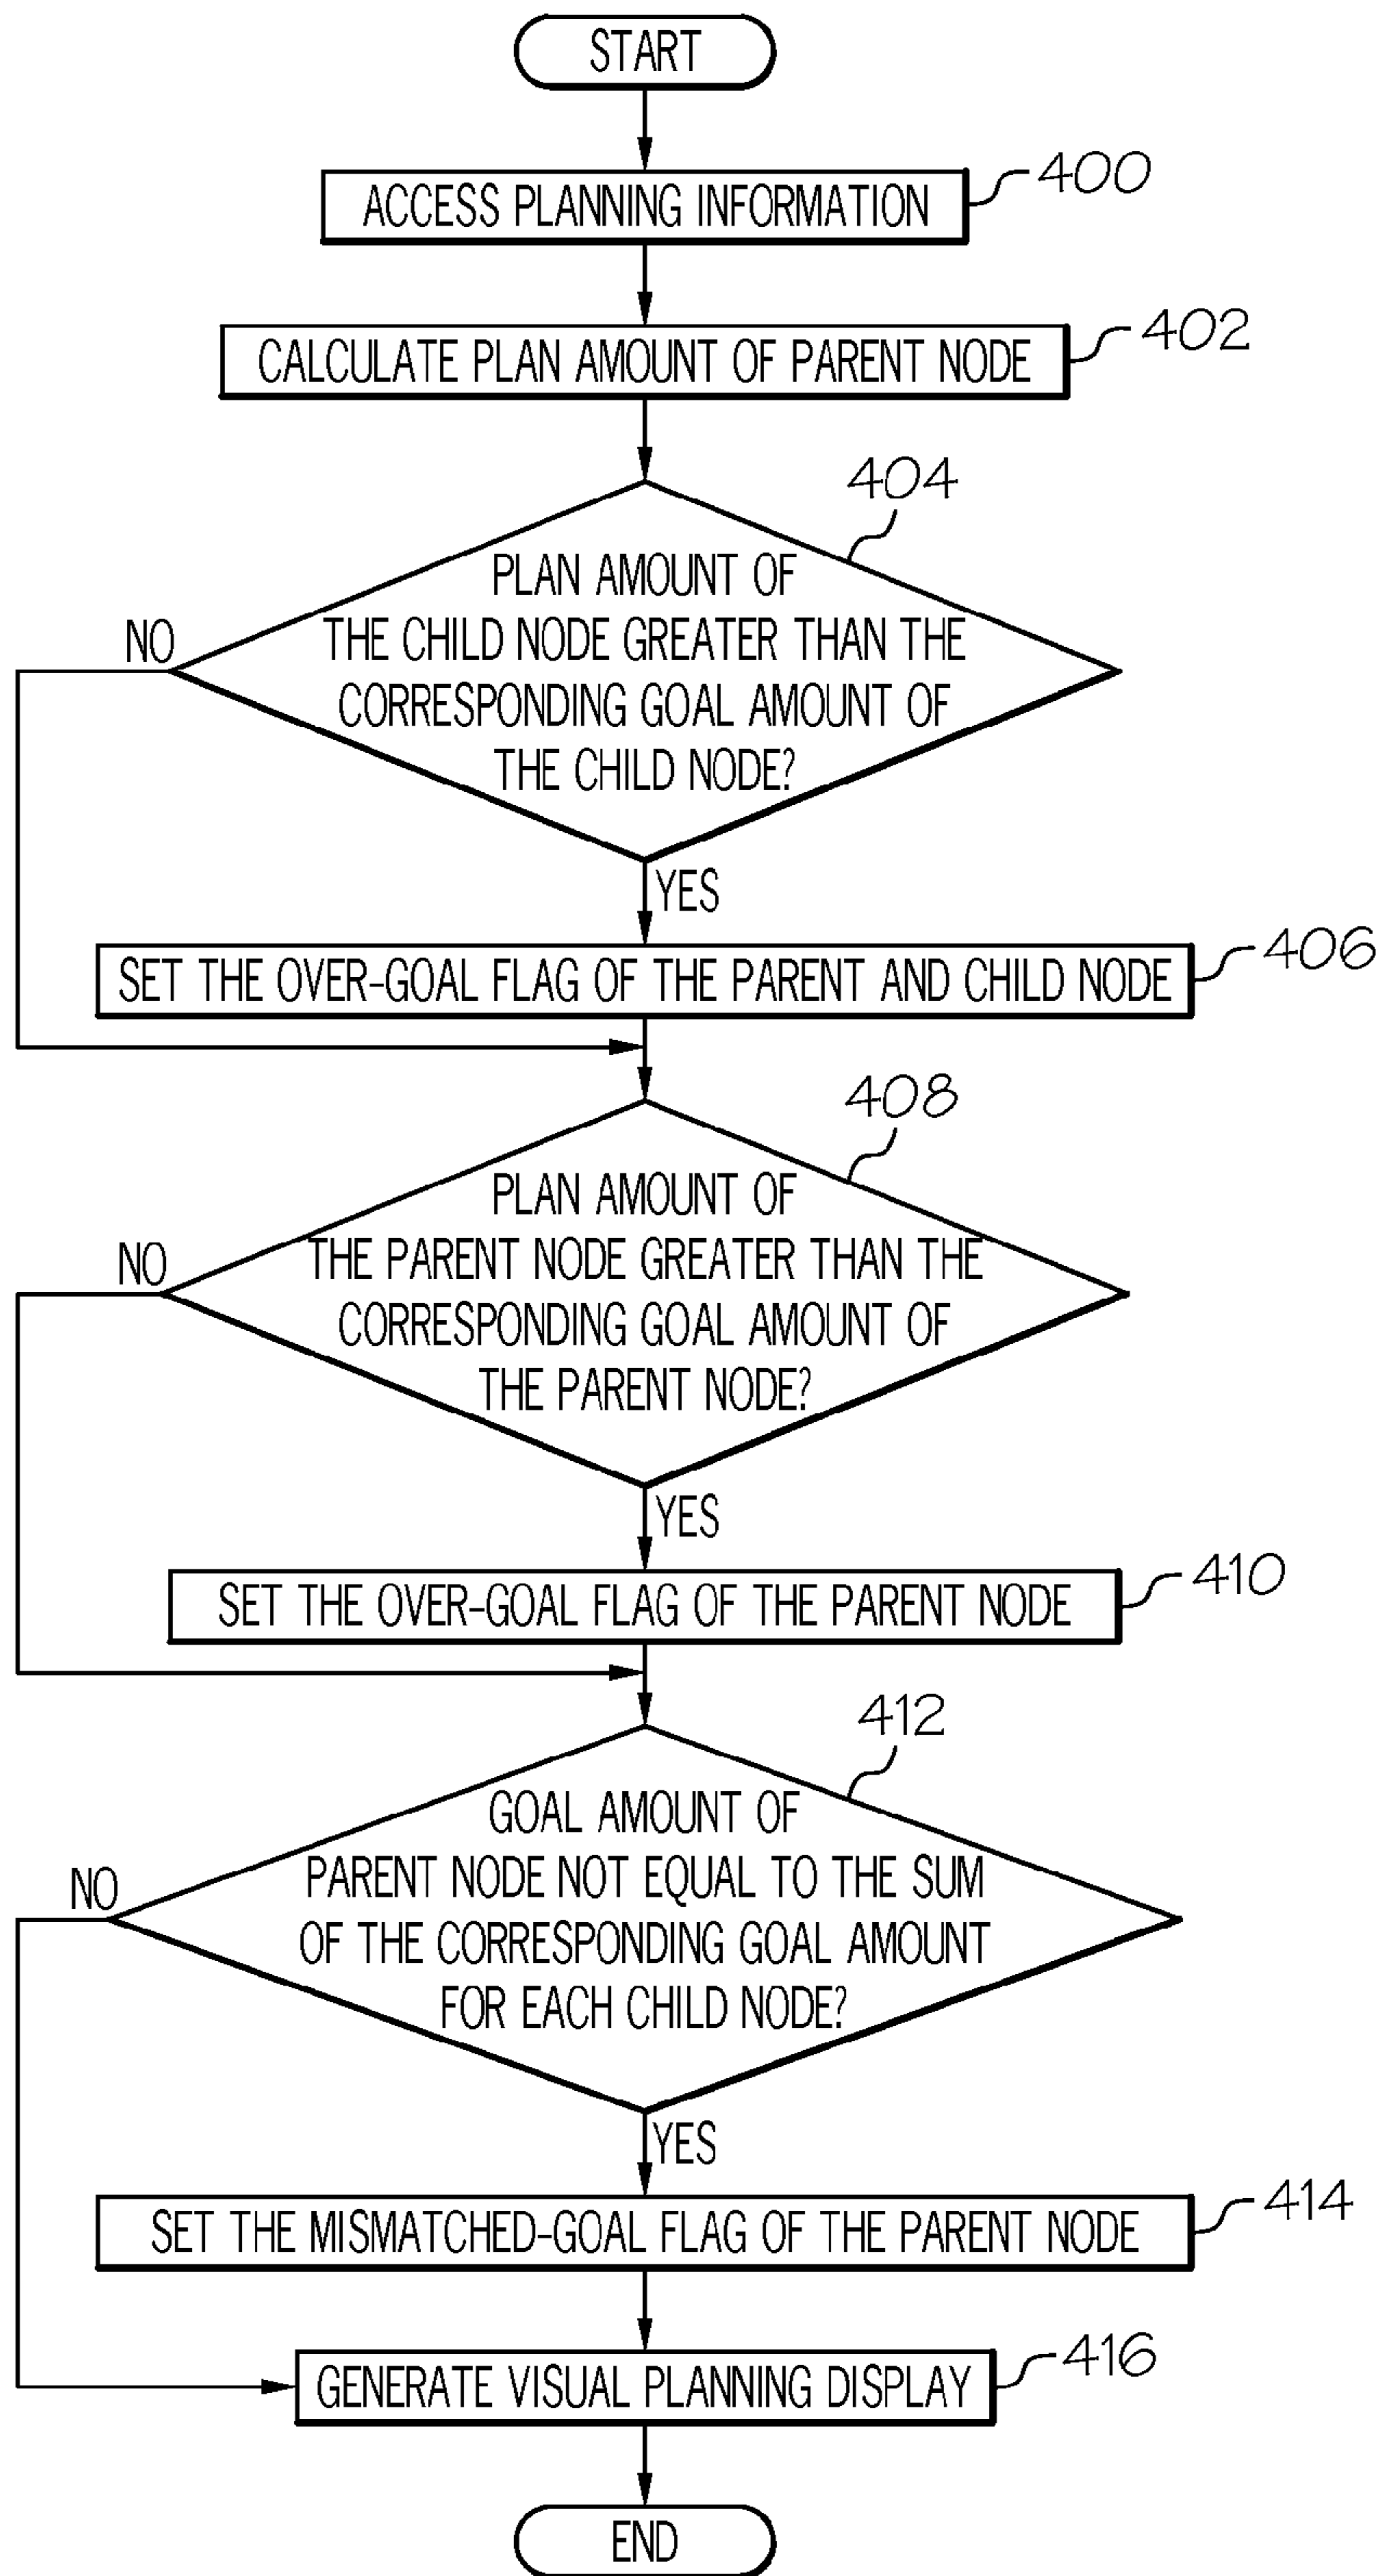 START
ACCESS PLANNING INFORMATION
400
CALCULATE PLAN AMOUNT OF PARENT NODE
402
404
PLAN AMOUNT OF
THE CHILD NODE GREATER THAN THE
CORRESPONDING GOAL AMOUNT OF
THE CHILD NODE?
NO
YES
SET THE OVER-GOAL FLAG OF THE PARENT AND CHILD NODE
406
408
PLAN AMOUNT OF
THE PARENT NODE GREATER THAN THE
CORRESPONDING GOAL AMOUNT OF
THE PARENT NODE?
NO
YES
SET THE OVER-GOAL FLAG OF THE PARENT NODE
410
412
GOAL AMOUNT OF
PARENT NODE NOT EQUAL TO THE SUM
OF THE CORRESPONDING GOAL AMOUNT
FOR EACH CHILD NODE?
NO
YES
SET THE MISMATCHED-GOAL FLAG OF THE PARENT NODE
414
GENERATE VISUAL PLANNING DISPLAY
416
END